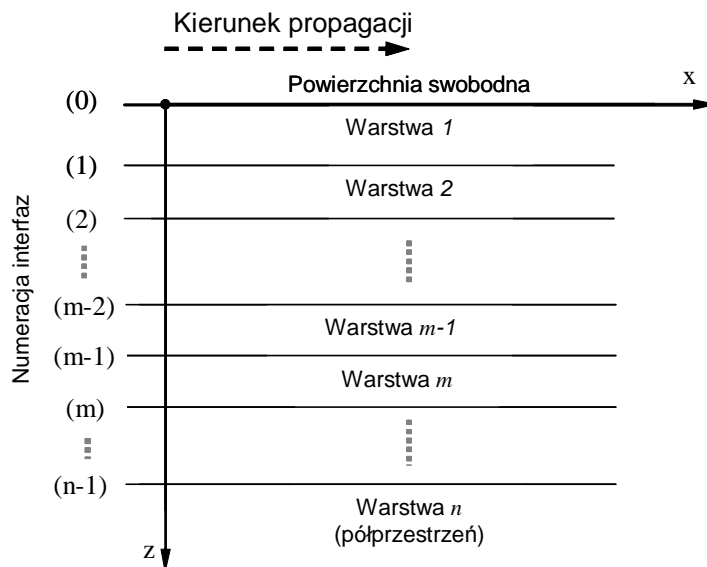 Kierunek propagacji
Powierzchnia swobodna
x
(0)
Warstwa 1
(1)
Warstwa 2
(2)
Numeracja interfaz
(m-2)
Warstwa m-1
(m-1)
Warstwa m
(m)
(n-1)
Warstwa n
(półprzestrzeń)
z